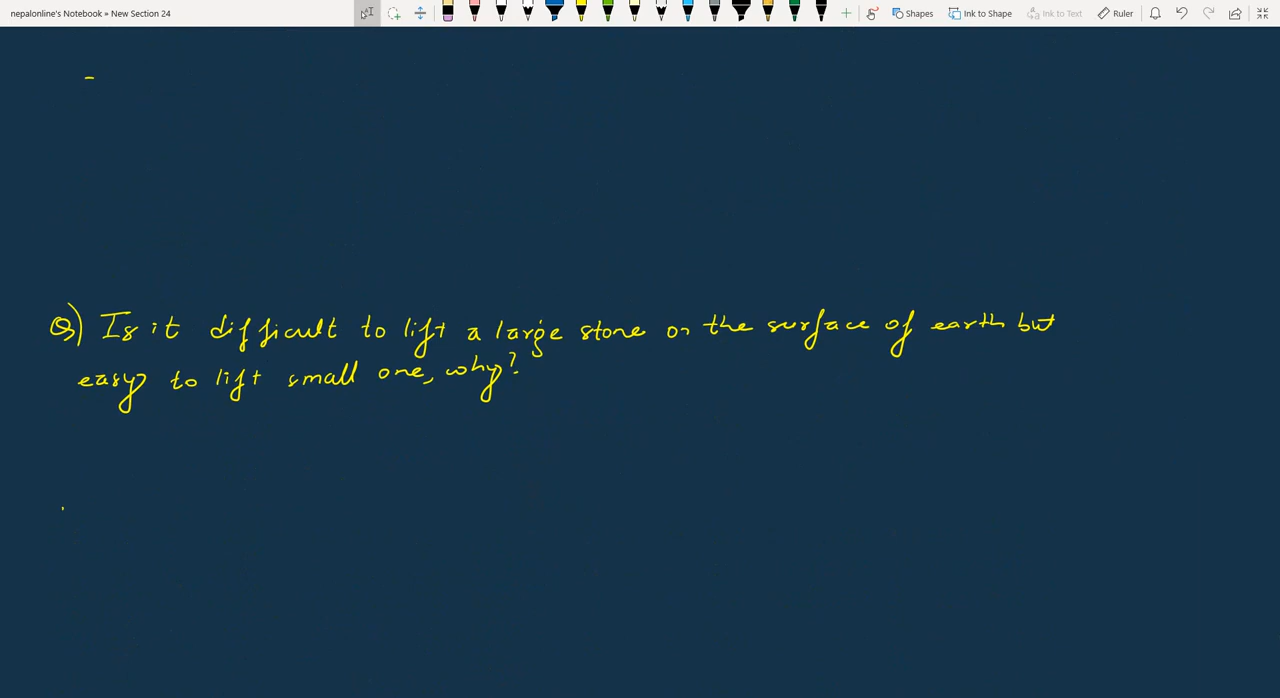 nepalonline's Notebook » New Section 24
Shapes Ink to Shape Ink to Text Ruler
Q) Is it difficult to lift a large stone on the surface of earth but
easy to lift small one, why?